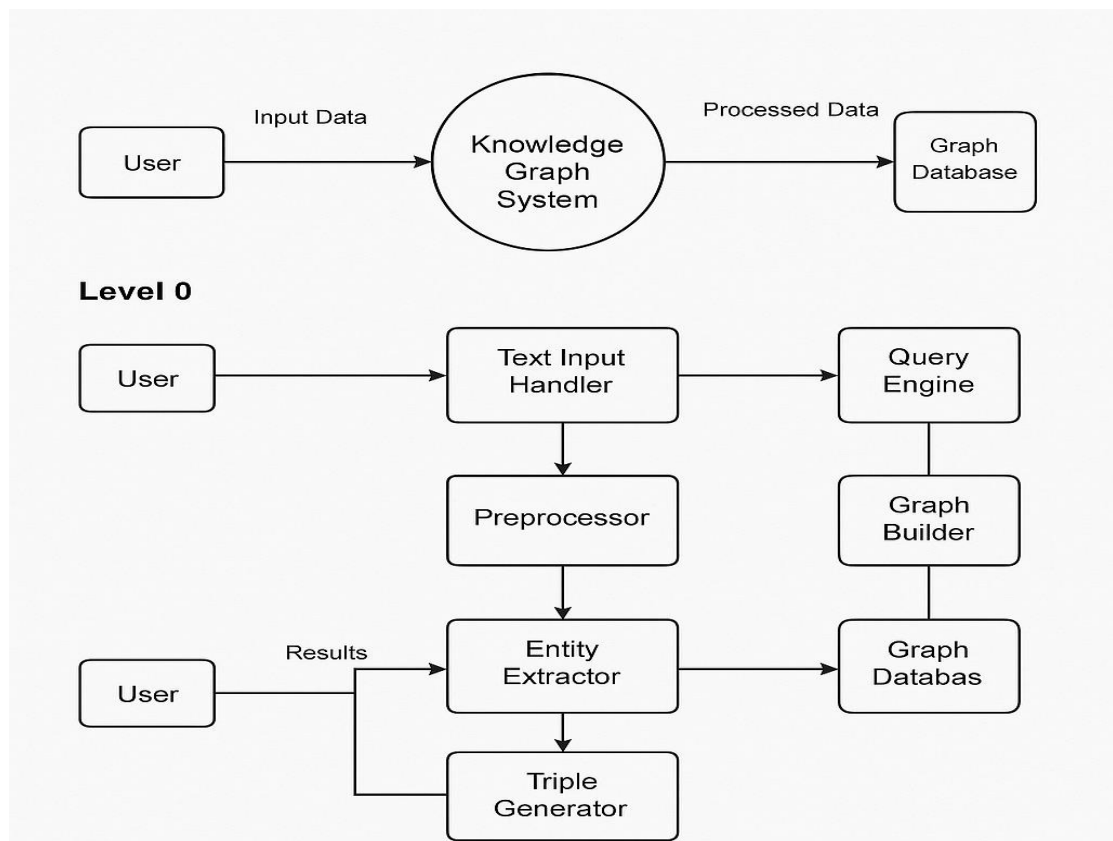 Input Data
Processed Data
User
Knowledge
Graph
System
Graph
Database
Level 0
User
Text Input
Handler
Query
Engine
Preprocessor
Graph
Builder
Results
User
Entity
Extractor
Graph
Databas
Triple
Generator